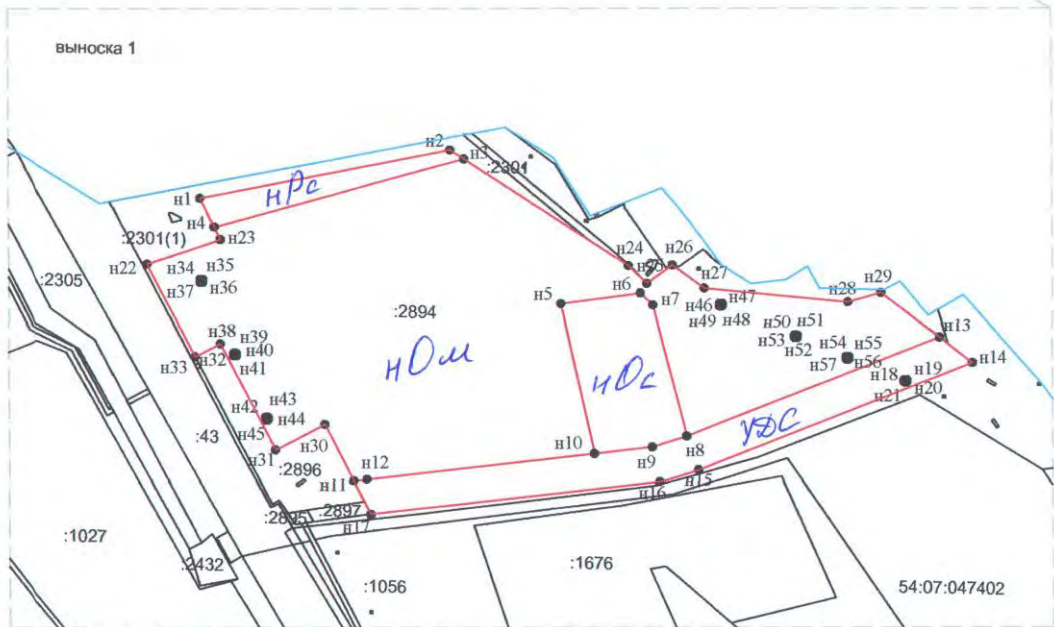 выноска 1
н2
н3
:2301
н1
нРс
н4
:2301(1)
н23
н22
н24
н26
н25
н34
н35
:2305
н37
н36
н27
н29
н28
н5
н7
н6
н47
н46
:2894
н49
н48
н38
н39
н50
н51
н13
н33
н32
н40
н53
н52
н54
н55
н14
н41
нОм
н57
н56
нОс
н18
н19
н21
н20
н42
н43
н44
н45
:43
УДС
н30
н8
н31
н10
н9
:2896
н12
н11
н15
н16
:2895
:2897
н17
:1027
:2432
:1676
:1056
54:07:047402